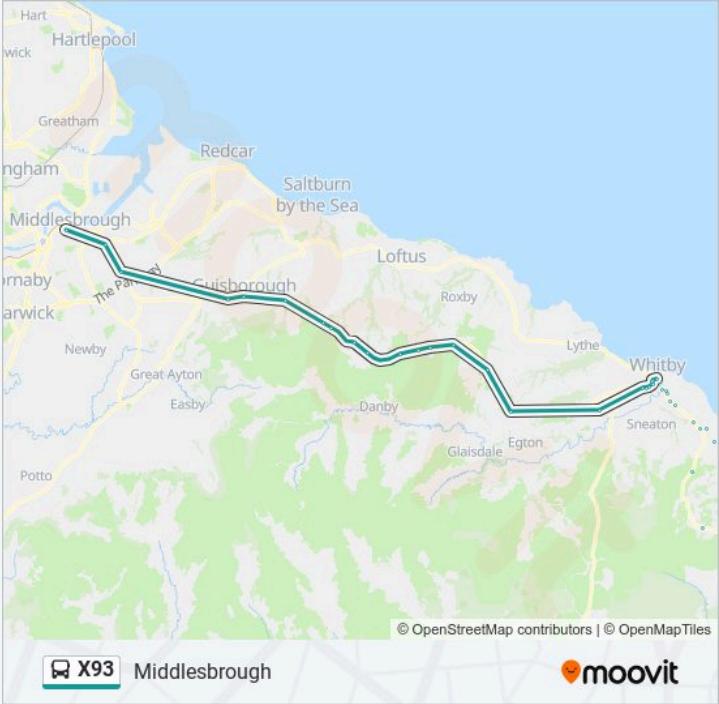 Hart
Hartlepool
wick
Greatham
Redcar
ngham
Saltburn
by the Sea
Middlesbrough
Loftus
ornaby
The Parkway
Guisborough
arwick
Roxby
Newby
Lythe
Whitby
Great Ayton
Easby
Danby
Sneaton
Egton
Glaisdale
Potto
© OpenStreetMap contributors | © OpenMapTiles
X93 Middlesbrough
moovit